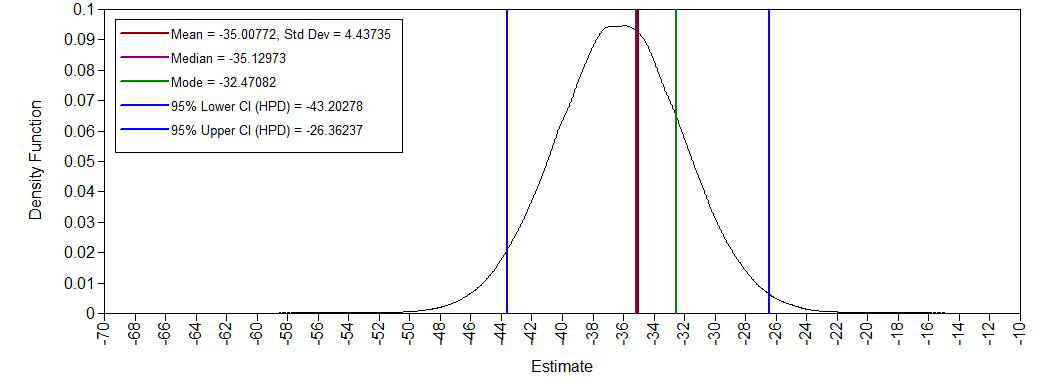 0.1
0.09
0.08
0.07
0.06
0.05
0.04
0.03
0.02
0.01
0
Density Function
Mean = -35.00772, Std Dev = 4.43735
Median = -35.12973
Mode = -32.47082
95% Lower CI (HPD) = -43.20278
95% Upper CI (HPD) = -26.36237
-70 -68 -66 -64 -62 -60 -58 -56 -54 -52 -50 -48 -46 -44 -42 -40 -38 -36 -34 -32 -30 -28 -26 -24 -22 -20 -18 -16 -14 -12 -10
Estimate